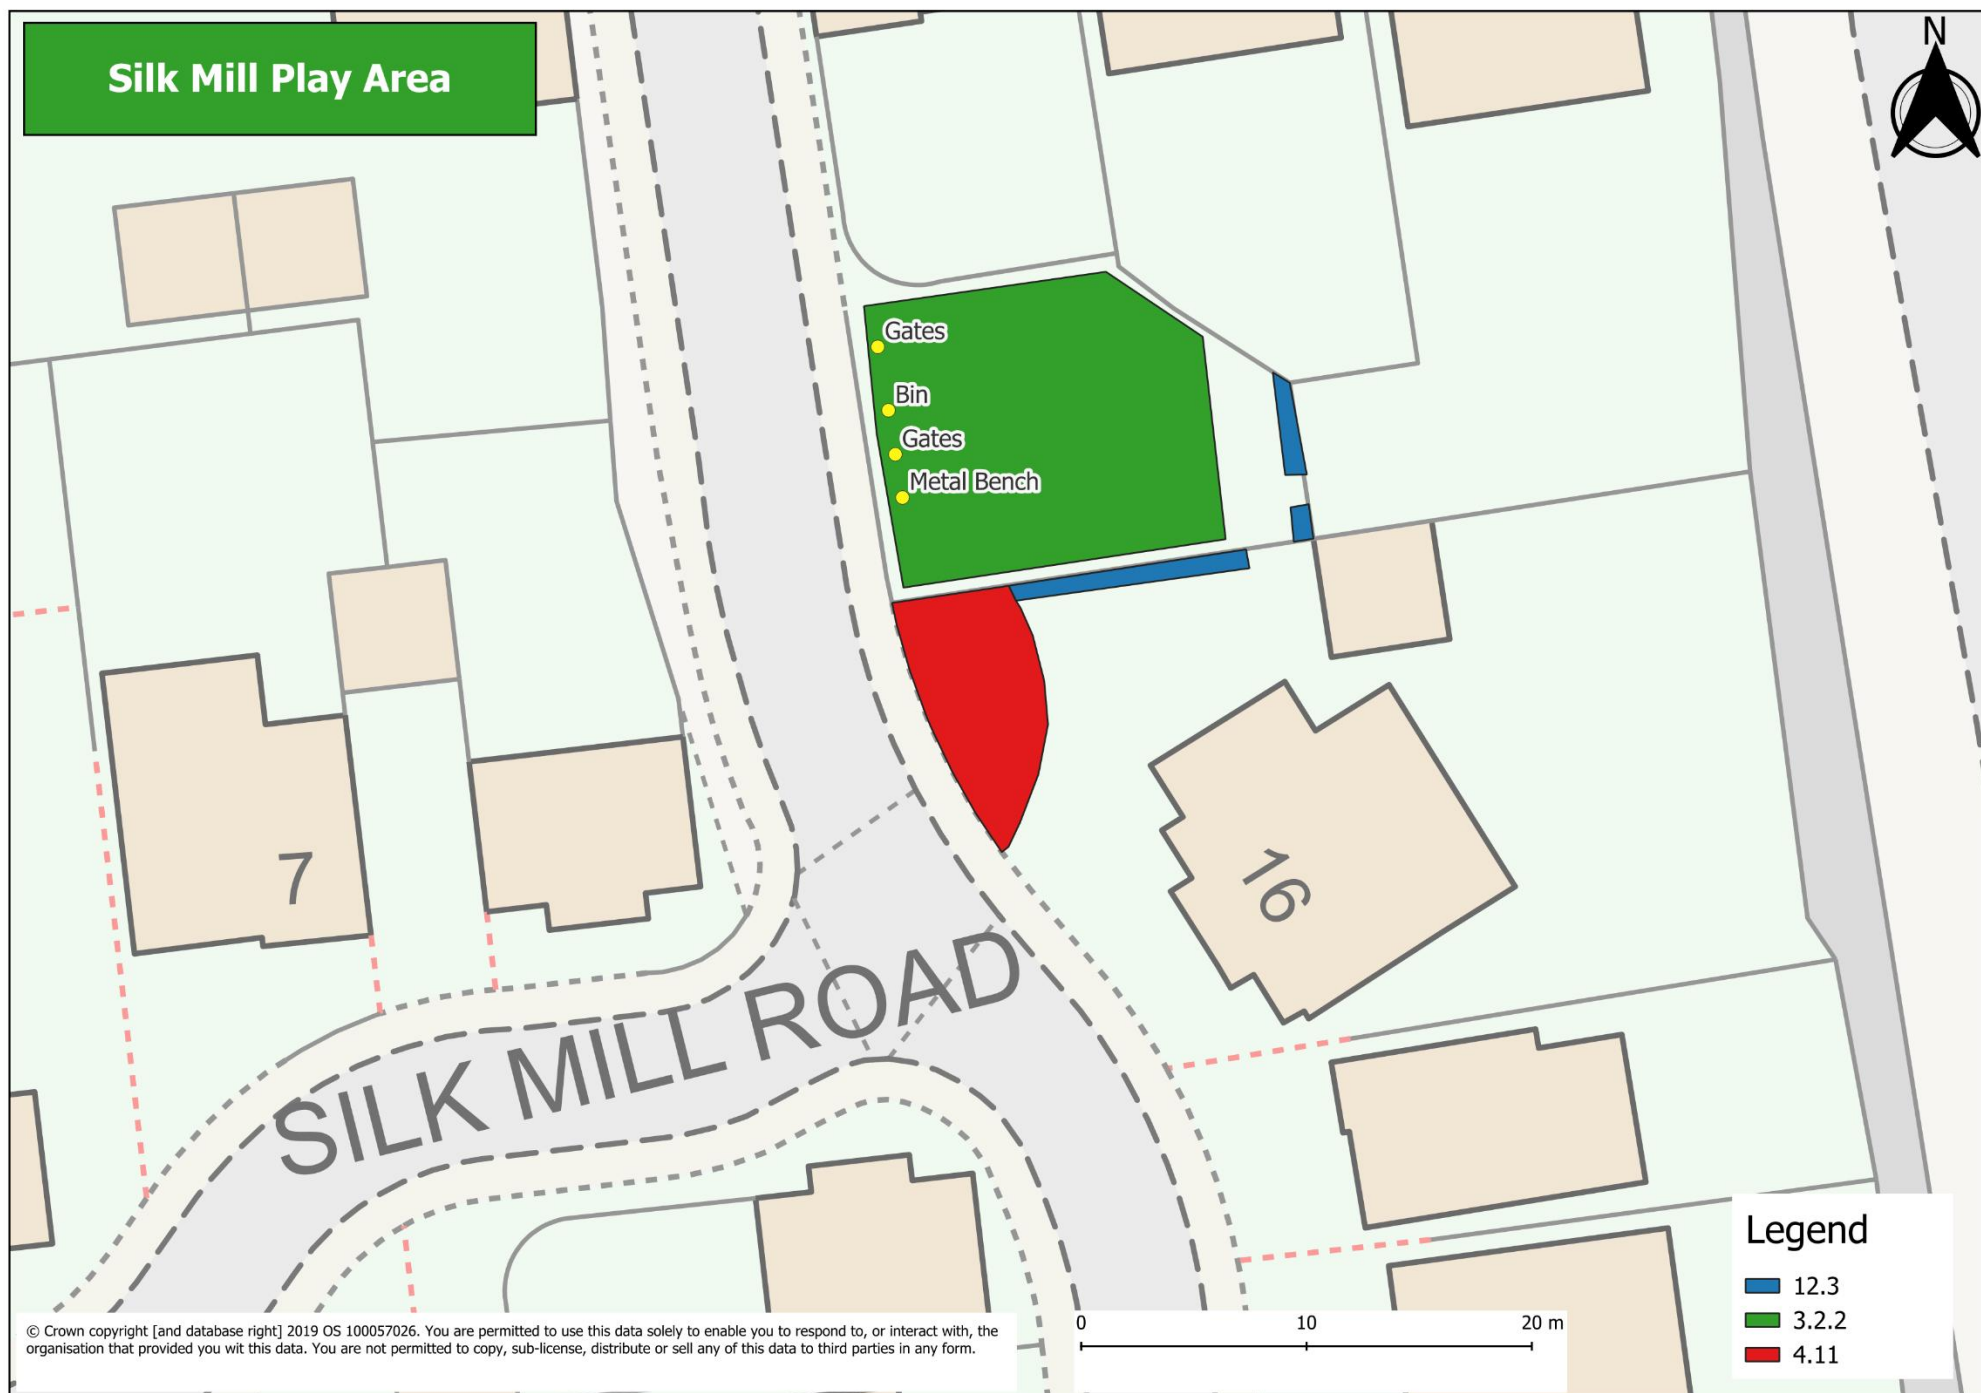 Silk Mill Play Area
N
Gates
Bin
Gates
Metal Bench
7
16
SILK MILL ROAD
Legend
12.3
3.2.2
4.11
0 10 20 m
© Crown copyright [and database right] 2019 OS 100057026. You are permitted to use this data solely to enable you to respond to, or interact with, the
organisation that provided you wit this data. You are not permitted to copy, sub-license, distribute or sell any of this data to third parties in any form.